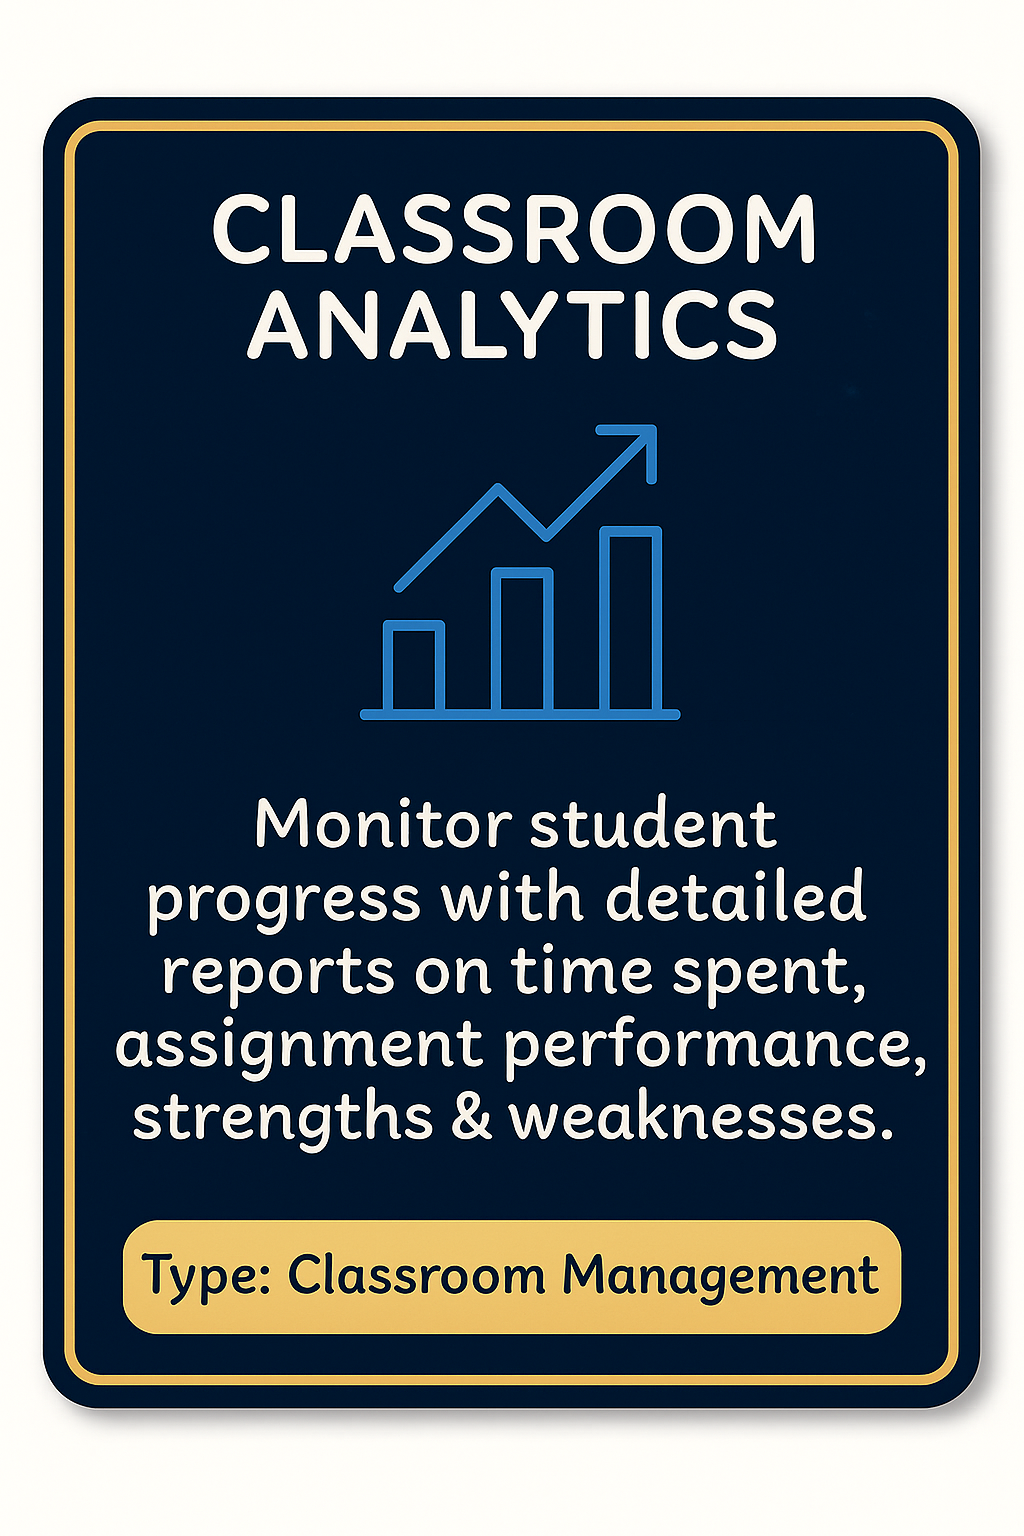 CLASSROOM
ANALYTICS
Monitor student
progress with detailed
reports on time spent,
assignment performance,
strengths & weaknesses.
Type: Classroom Management